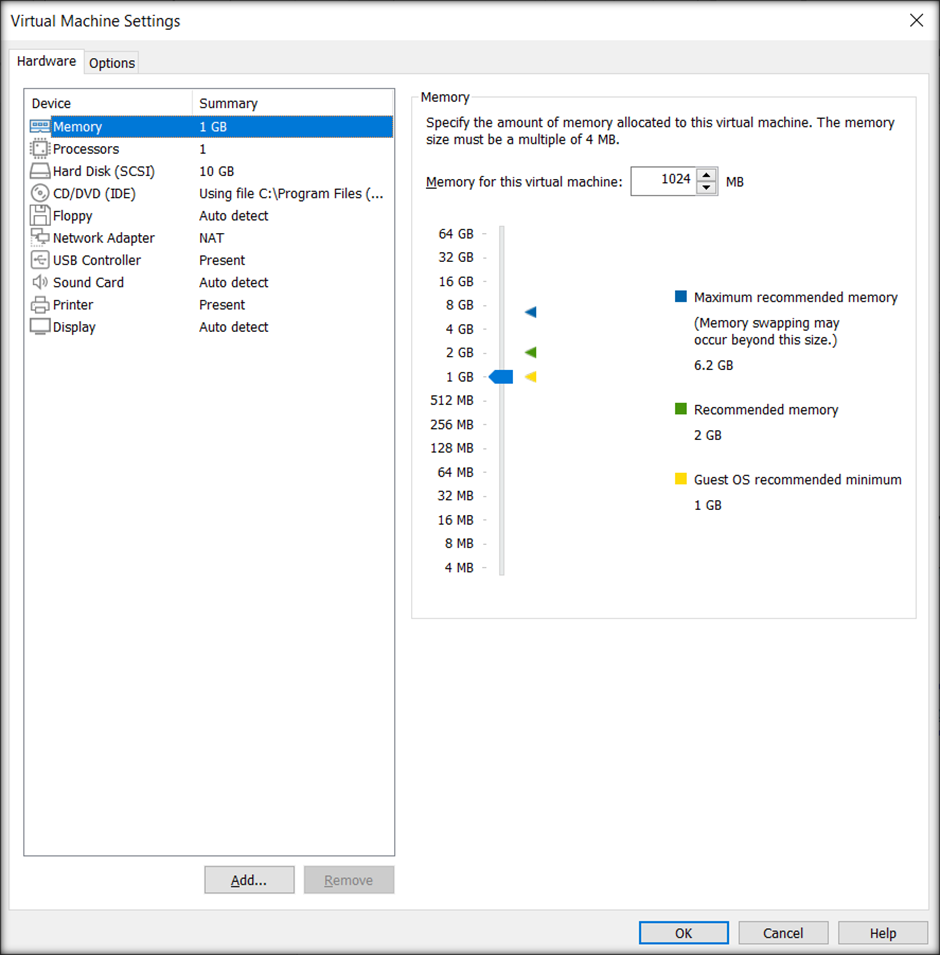 Virtual Machine Settings
Hardware Options
Device Summary
Memory 1 GB
Processors 1
Hard Disk (SCSI) 10 GB
CD/DVD (IDE) Using file C:\Program Files (...
Floppy Auto detect
Network Adapter NAT
USB Controller Present
Sound Card Auto detect
Printer Present
Display Auto detect
Add...
Remove
Memory
Specify the amount of memory allocated to this virtual machine. The memory
size must be a multiple of 4 MB.
Memory for this virtual machine: 1024 MB
64 GB
32 GB
16 GB
8 GB
4 GB
2 GB
1 GB
512 MB
256 MB
128 MB
64 MB
32 MB
16 MB
8 MB
4 MB
Maximum recommended memory
(Memory swapping may
occur beyond this size.)
6.2 GB
Recommended memory
2 GB
Guest OS recommended minimum
1 GB
OK Cancel Help